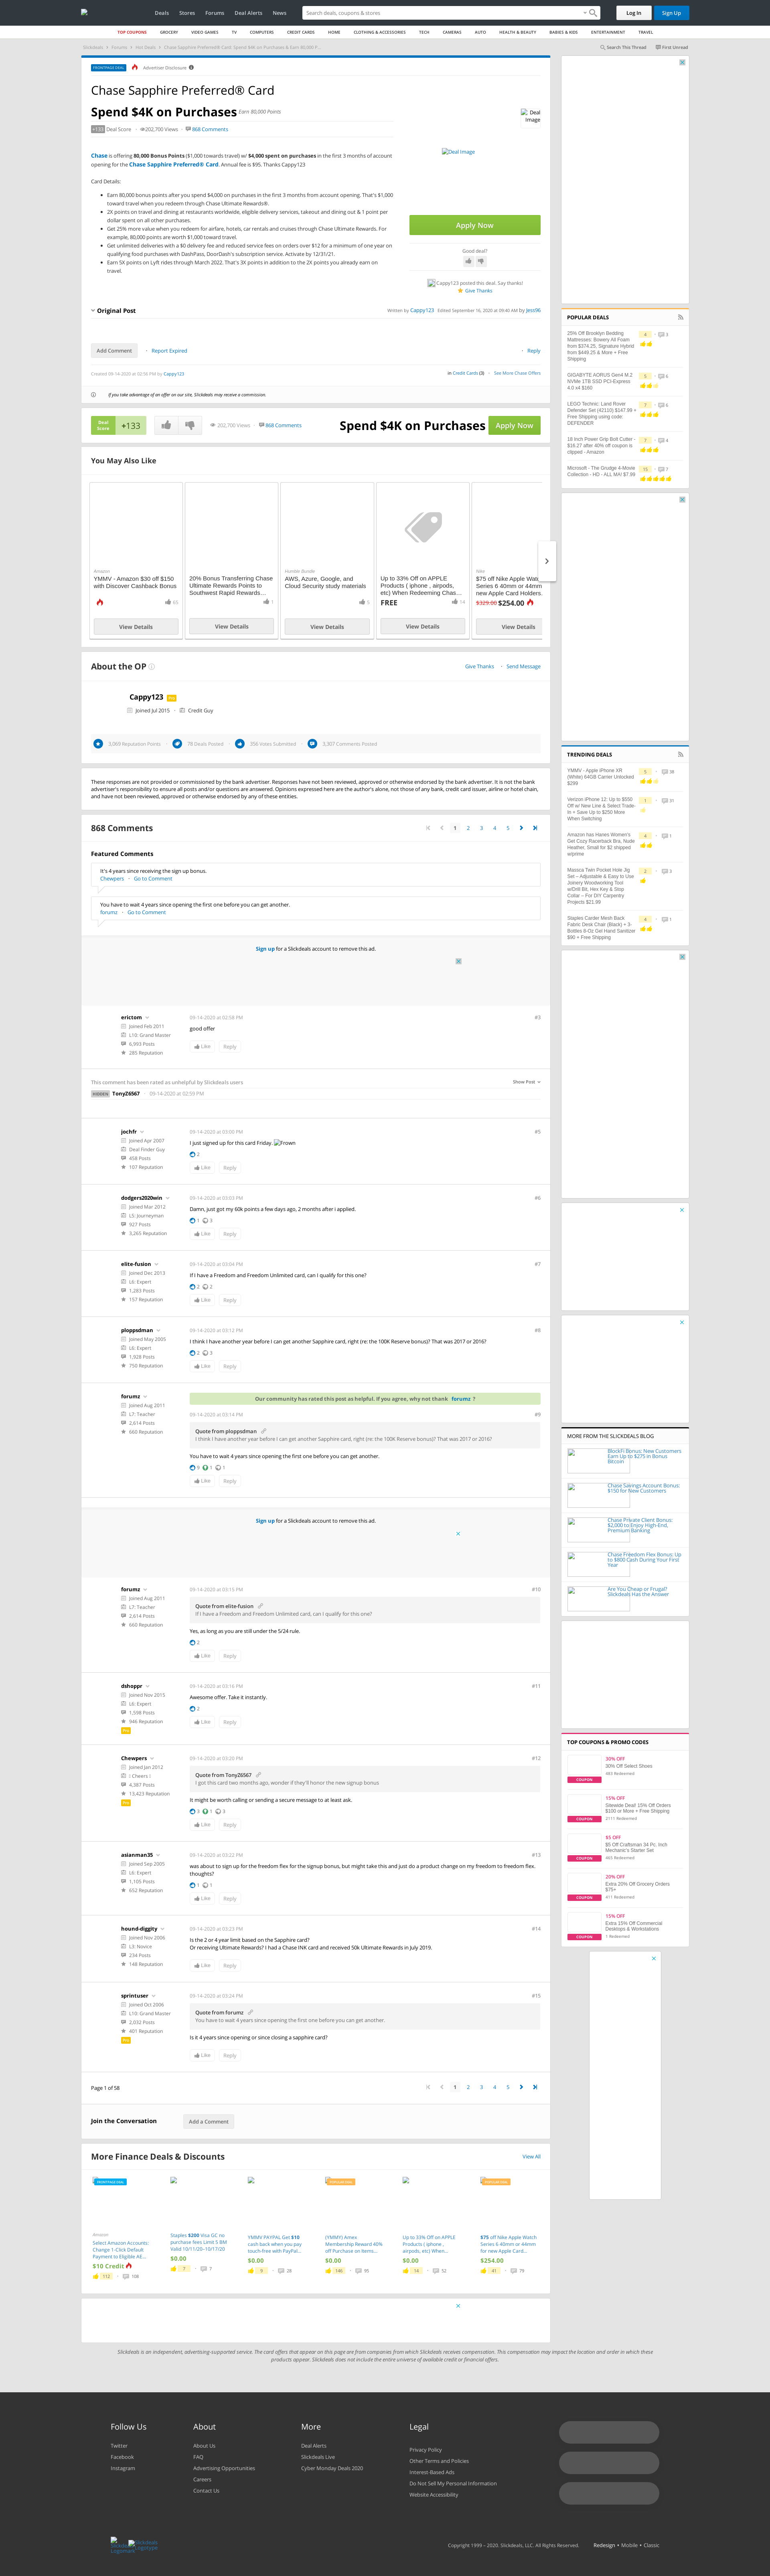 Deals Stores Forums Deal Alerts News
Search deals, coupons & stores
Log In Sign Up
TOP COUPONS GROCERY VIDEO GAMES TV COMPUTERS CREDIT CARDS HOME CLOTHING & ACCESSORIES TECH CAMERAS AUTO HEALTH & BEAUTY BABIES & KIDS ENTERTAINMENT TRAVEL
Slickdeals > Forums > Hot Deals > Chase Sapphire Preferred® Card: Spend $4K on Purchases & Earn 80,000 P...
Search This Thread First Unread
FRONTPAGE DEAL Advertiser Disclosure
Chase Sapphire Preferred® Card
Spend $4K on Purchases Earn 80,000 Points
+133 Deal Score 202,700 Views 868 Comments
Deal Image
Chase is offering 80,000 Bonus Points ($1,000 towards travel) w/ $4,000 spent on purchases in the first 3 months of account opening for the Chase Sapphire Preferred® Card. Annual fee is $95. Thanks Cappy123
Card Details:
Earn 80,000 bonus points after you spend $4,000 on purchases in the first 3 months from account opening. That's $1,000 toward travel when you redeem through Chase Ultimate Rewards®.
2X points on travel and dining at restaurants worldwide, eligible delivery services, takeout and dining out & 1 point per dollar spent on all other purchases.
Get 25% more value when you redeem for airfare, hotels, car rentals and cruises through Chase Ultimate Rewards. For example, 80,000 points are worth $1,000 toward travel.
Get unlimited deliveries with a $0 delivery fee and reduced service fees on orders over $12 for a minimum of one year on qualifying food purchases with DashPass, DoorDash's subscription service. Activate by 12/31/21.
Earn 5X points on Lyft rides through March 2022. That's 3X points in addition to the 2X points you already earn on travel.
Deal Image
Apply Now
Good deal?
Cappy123 posted this deal. Say thanks!
Give Thanks
Original Post Written by Cappy123 Edited September 16, 2020 at 09:40 AM by Jess96
Add Comment Report Expired Reply
Created 09-14-2020 at 02:56 PM by Cappy123 in Credit Cards (3) See More Chase Offers
If you take advantage of an offer on our site, Slickdeals may receive a commission.
Deal Score +133 202,700 Views 868 Comments Spend $4K on Purchases Apply Now
You May Also Like
Amazon
YMMV - Amazon $30 off $150 with Discover Cashback Bonus
63
View Details
20% Bonus Transferring Chase Ultimate Rewards Points to Southwest Rapid Rewards...
1
View Details
Humble Bundle
AWS, Azure, Google, and Cloud Security study materials
5
View Details
Up to 33% Off on APPLE Products ( iphone , airpods, etc) When Redeeming Chas...
FREE 14
View Details
Nike
$75 off Nike Apple Watch Series 6 40mm or 44mm new Apple Card Holders
$329.00 $254.00
View Details
About the OP Give Thanks Send Message
Cappy123 Pro
Joined Jul 2015 Credit Guy
3,069 Reputation Points 78 Deals Posted 356 Votes Submitted 3,307 Comments Posted
These responses are not provided or commissioned by the bank advertiser. Responses have not been reviewed, approved or otherwise endorsed by the bank advertiser. It is not the bank advertiser's responsibility to ensure all posts and/or questions are answered. Opinions expressed here are the author's alone, not those of any bank, credit card issuer, airline or hotel chain, and have not been reviewed, approved or otherwise endorsed by any of these entities.
868 Comments 1 2 3 4 5
Featured Comments
It's 4 years since receiving the sign up bonus.
Chewpers Go to Comment
You have to wait 4 years since opening the first one before you can get another.
forumz Go to Comment
Sign up for a Slickdeals account to remove this ad.
erictom 09-14-2020 at 02:58 PM #3
Joined Feb 2011
L10: Grand Master
6,993 Posts
285 Reputation
good offer
Like Reply
This comment has been rated as unhelpful by Slickdeals users Show Post
HIDDEN TonyZ6567 09-14-2020 at 02:59 PM
jochfr 09-14-2020 at 03:00 PM #5
Joined Apr 2007
Deal Finder Guy
458 Posts
107 Reputation
I just signed up for this card Friday. Frown
2
Like Reply
dodgers2020win 09-14-2020 at 03:03 PM #6
Joined Mar 2012
L5: Journeyman
927 Posts
3,265 Reputation
Damn, just got my 60k points a few days ago, 2 months after i applied.
1 3
Like Reply
elite-fusion 09-14-2020 at 03:04 PM #7
Joined Dec 2013
L6: Expert
1,283 Posts
157 Reputation
If I have a Freedom and Freedom Unlimited card, can I qualify for this one?
2 2
Like Reply
ploppsdman 09-14-2020 at 03:12 PM #8
Joined May 2005
L6: Expert
1,928 Posts
750 Reputation
I think I have another year before I can get another Sapphire card, right (re: the 100K Reserve bonus)? That was 2017 or 2016?
2 3
Like Reply
forumz
Joined Aug 2011
L7: Teacher
2,614 Posts
660 Reputation
Our community has rated this post as helpful. If you agree, why not thank forumz ?
09-14-2020 at 03:14 PM #9
Quote from ploppsdman
I think I have another year before I can get another Sapphire card, right (re: the 100K Reserve bonus)? That was 2017 or 2016?
You have to wait 4 years since opening the first one before you can get another.
9 1 1
Like Reply
Sign up for a Slickdeals account to remove this ad.
forumz 09-14-2020 at 03:15 PM #10
Joined Aug 2011
L7: Teacher
2,614 Posts
660 Reputation
Quote from elite-fusion
If I have a Freedom and Freedom Unlimited card, can I qualify for this one?
Yes, as long as you are still under the 5/24 rule.
2
Like Reply
dshoppr 09-14-2020 at 03:16 PM #11
Joined Nov 2015
L6: Expert
1,598 Posts
946 Reputation
Pro
Awesome offer. Take it instantly.
2
Like Reply
Chewpers 09-14-2020 at 03:20 PM #12
Joined Jan 2012
! Cheers !
4,387 Posts
13,423 Reputation
Pro
Quote from TonyZ6567
I got this card two months ago, wonder if they'll honor the new signup bonus
It might be worth calling or sending a secure message to at least ask.
3 1 3
Like Reply
asianman35 09-14-2020 at 03:22 PM #13
Joined Sep 2005
L6: Expert
1,105 Posts
652 Reputation
was about to sign up for the freedom flex for the signup bonus, but might take this and just do a product change on my freedom to freedom flex. thoughts?
1 1
Like Reply
hound-diggity 09-14-2020 at 03:23 PM #14
Joined Nov 2006
L3: Novice
234 Posts
148 Reputation
Is the 2 or 4 year limit based on the Sapphire card?
Or receiving Ultimate Rewards? I had a Chase INK card and received 50k Ultimate Rewards in July 2019.
Like Reply
sprintuser 09-14-2020 at 03:24 PM #15
Joined Oct 2006
L10: Grand Master
2,032 Posts
401 Reputation
Pro
Quote from forumz
You have to wait 4 years since opening the first one before you can get another.
Is it 4 years since opening or since closing a sapphire card?
Like Reply
Page 1 of 58 1 2 3 4 5
Join the Conversation Add a Comment
More Finance Deals & Discounts View All
FRONTPAGE DEAL
Amazon
Select Amazon Accounts: Change 1-Click Default Payment to Eligible AE...
$10 Credit
112 108
Staples $200 Visa GC no purchase fees Limit 5 BM Valid 10/11/20–10/17/20
$0.00
7 7
YMMV PAYPAL Get $10 cash back when you pay touch-free with PayPal...
$0.00
9 28
POPULAR DEAL
(YMMV) Amex Membership Reward 40% off Purchase on Items...
$0.00
146 95
Up to 33% Off on APPLE Products ( iphone , airpods, etc) When...
$0.00
14 52
POPULAR DEAL
$75 off Nike Apple Watch Series 6 40mm or 44mm for new Apple Card...
$254.00
41 79
POPULAR DEALS
25% Off Brooklyn Bedding Mattresses: Bowery All Foam from $374.25, Signature Hybrid from $449.25 & More + Free Shipping
4 3
GIGABYTE AORUS Gen4 M.2 NVMe 1TB SSD PCI-Express 4.0 x4 $160
5 6
LEGO Technic: Land Rover Defender Set (42110) $147.99 + Free Shipping using code: DEFENDER
7 6
18 Inch Power Grip Bolt Cutter - $16.27 after 40% off coupon is clipped - Amazon
7 4
Microsoft - The Grudge 4-Movie Collection - HD - ALL MA! $7.99
15 7
TRENDING DEALS
YMMV : Apple iPhone XR (White) 64GB Carrier Unlocked $299
5 38
Verizon iPhone 12: Up to $550 Off w/ New Line & Select Trade-In + Save Up to $250 More When Switching
1 31
Amazon has Hanes Women's Get Cozy Racerback Bra, Nude Heather, Small for $2 shipped w/prime
4 1
Massca Twin Pocket Hole Jig Set – Adjustable & Easy to Use Joinery Woodworking Tool w/Drill Bit, Hex Key & Stop Collar – For DIY Carpentry Projects $21.99
2 3
Staples Carder Mesh Back Fabric Desk Chair (Black) + 3-Bottles 8-Oz Gel Hand Sanitizer $90 + Free Shipping
4 1
MORE FROM THE SLICKDEALS BLOG
BlockFi Bonus: New Customers Earn Up to $275 in Bonus Bitcoin
Chase Savings Account Bonus: $150 for New Customers
Chase Private Client Bonus: $2,000 to Enjoy High-End, Premium Banking
Chase Freedom Flex Bonus: Up to $800 Cash During Your First Year
Are You Cheap or Frugal? Slickdeals Has the Answer
TOP COUPONS & PROMO CODES
30% OFF
30% Off Select Shoes
483 Redeemed
COUPON
15% OFF
Sitewide Deal! 15% Off Orders $100 or More + Free Shipping
2111 Redeemed
COUPON
$5 OFF
$5 Off Craftsman 34 Pc. Inch Mechanic's Starter Set
465 Redeemed
COUPON
20% OFF
Extra 20% Off Grocery Orders $75+
411 Redeemed
COUPON
15% OFF
Extra 15% Off Commercial Desktops & Workstations
1 Redeemed
COUPON
Slickdeals is an independent, advertising-supported service. The card offers that appear on this page are from companies from which Slickdeals receives compensation. This compensation may impact the location and order in which these products appear. Slickdeals does not include the entire universe of available credit or financial offers.
Follow Us
Twitter
Facebook
Instagram
About
About Us
FAQ
Advertising Opportunities
Careers
Contact Us
More
Deal Alerts
Slickdeals Live
Cyber Monday Deals 2020
Legal
Privacy Policy
Other Terms and Policies
Interest-Based Ads
Do Not Sell My Personal Information
Website Accessibility
Slickdeals Logomark Slickdeals Logotype
Copyright 1999 - 2020. Slickdeals, LLC. All Rights Reserved. Redesign • Mobile • Classic